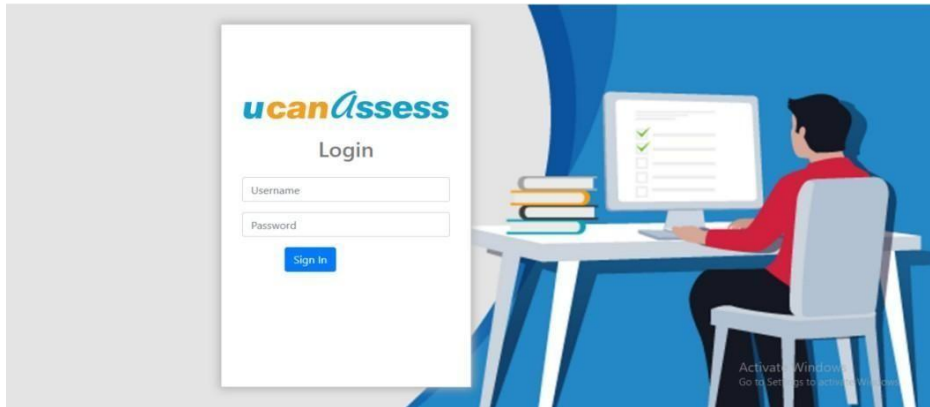 ucanAssess
Login
Username
Password
Sign In
Activate Windows
Go to Settings to activate Windows.